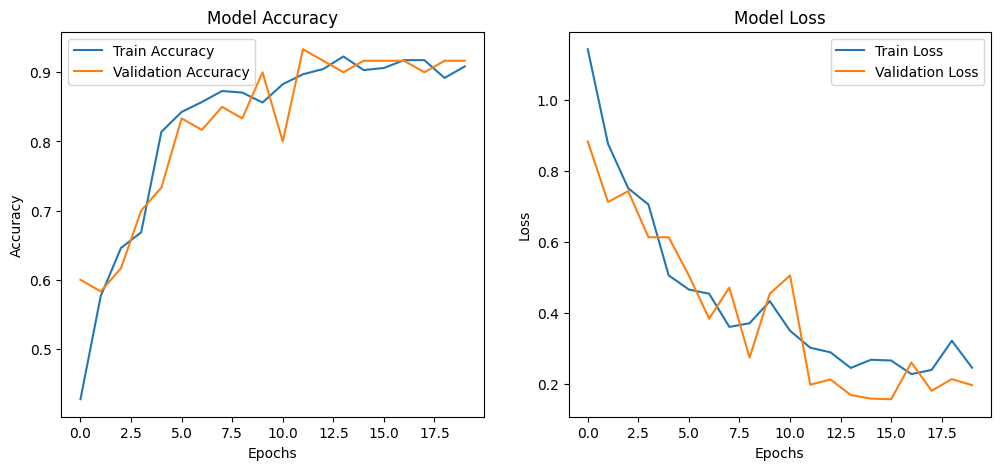 Model Accuracy
Train Accuracy
Validation Accuracy
0.9
0.8
0.7
0.6
0.5
Accuracy
0.0 2.5 5.0 7.5 10.0 12.5 15.0 17.5
Epochs
Model Loss
Train Loss
Validation Loss
1.0
0.8
0.6
0.4
0.2
Loss
0.0 2.5 5.0 7.5 10.0 12.5 15.0 17.5
Epochs